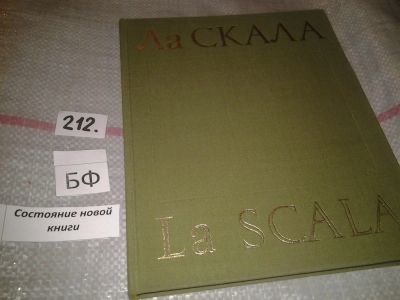 Ла СКАЛА
212.
БФ
Состояние новой
книги
La SCALA